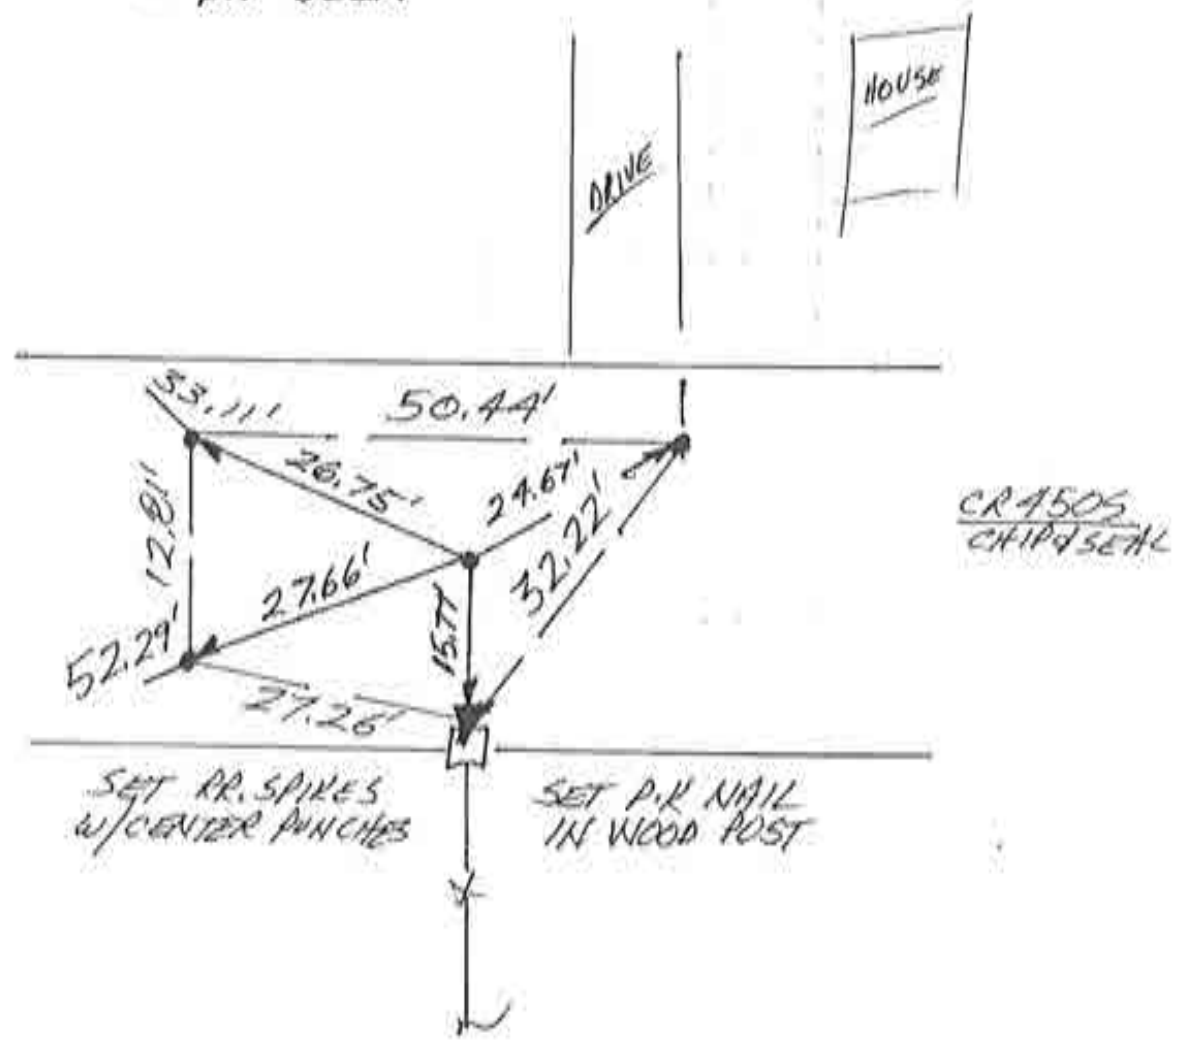 HOUSE
DRIVE
33.11'
50.44'
26.75'
24.67'
12.81'
32.22'
CR 450S
CHIP & SEAL
27.66'
15.77
52.29'
27.26'
SET RR. SPIKES
W/CENTER PUNCHES
SET P.K NAIL
IN WOOD POST